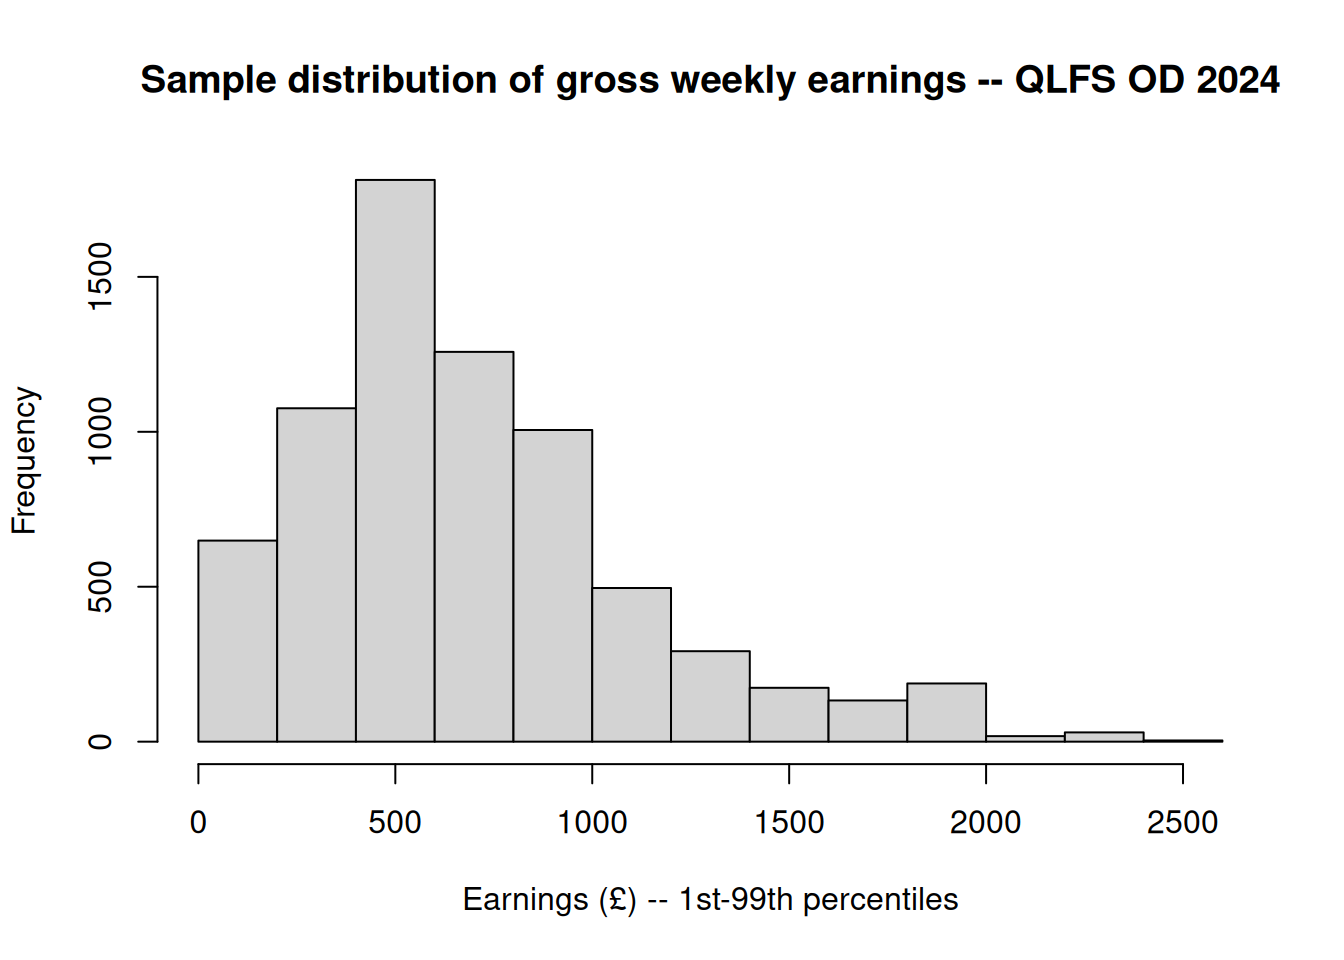 Sample distribution of gross weekly earnings -- QLFS OD 2024
Frequency
1500
1000
500
0
0 500 1000 1500 2000 2500
Earnings (£) -- 1st-99th percentiles